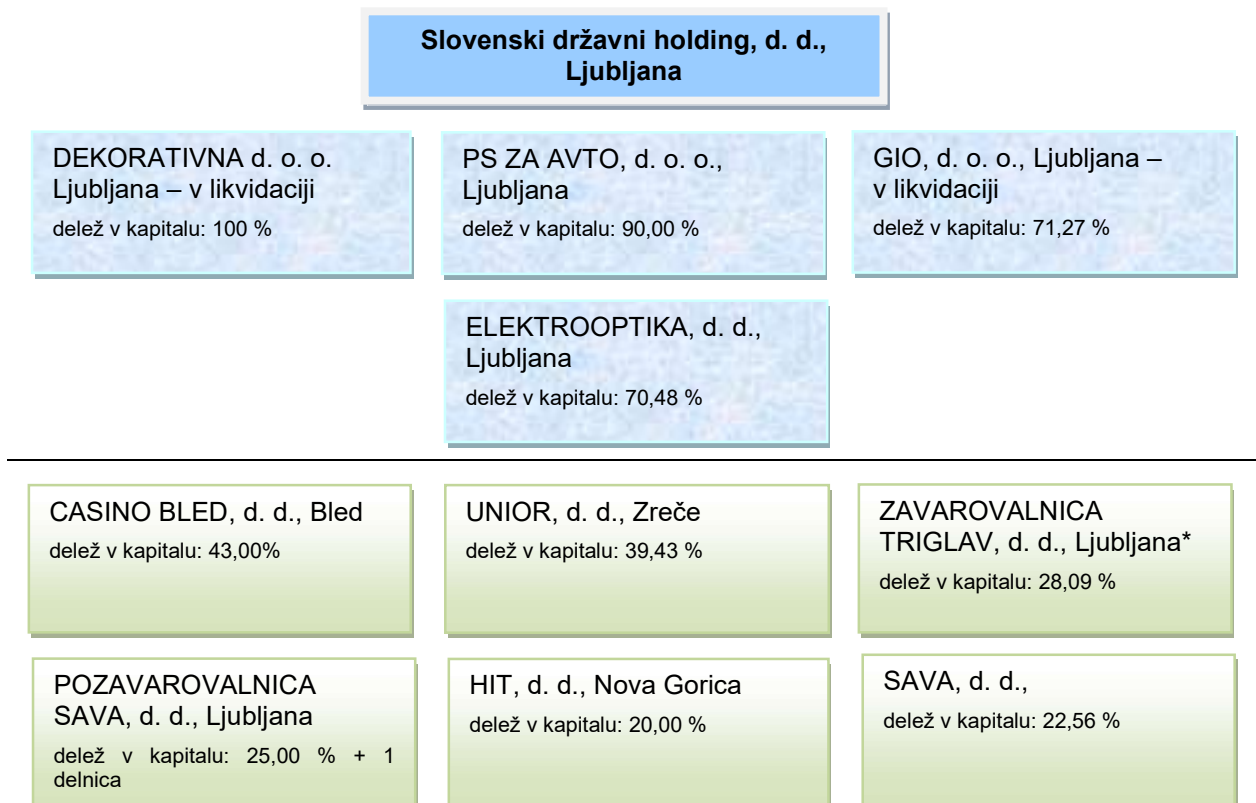 Slovenski državni holding, d. d.,
Ljubljana
DEKORATIVNA d. o. o.
Ljubljana – v likvidaciji
delež v kapitalu: 100 %
PS ZA AVTO, d. o. o.,
Ljubljana
delež v kapitalu: 90,00 %
GIO, d. o. o., Ljubljana –
v likvidaciji
delež v kapitalu: 71,27 %
ELEKTROOPTIKA, d. d.,
Ljubljana
delež v kapitalu: 70,48 %
CASINO BLED, d. d., Bled
delež v kapitalu: 43,00%
UNIOR, d. d., Zreče
delež v kapitalu: 39,43 %
ZAVAROVALNICA
TRIGLAV, d. d., Ljubljana*
delež v kapitalu: 28,09 %
POZAVAROVALNICA
SAVA, d. d., Ljubljana
delež v kapitalu: 25,00 % + 1
delnica
HIT, d. d., Nova Gorica
delež v kapitalu: 20,00 %
SAVA, d. d.,
delež v kapitalu: 22,56 %